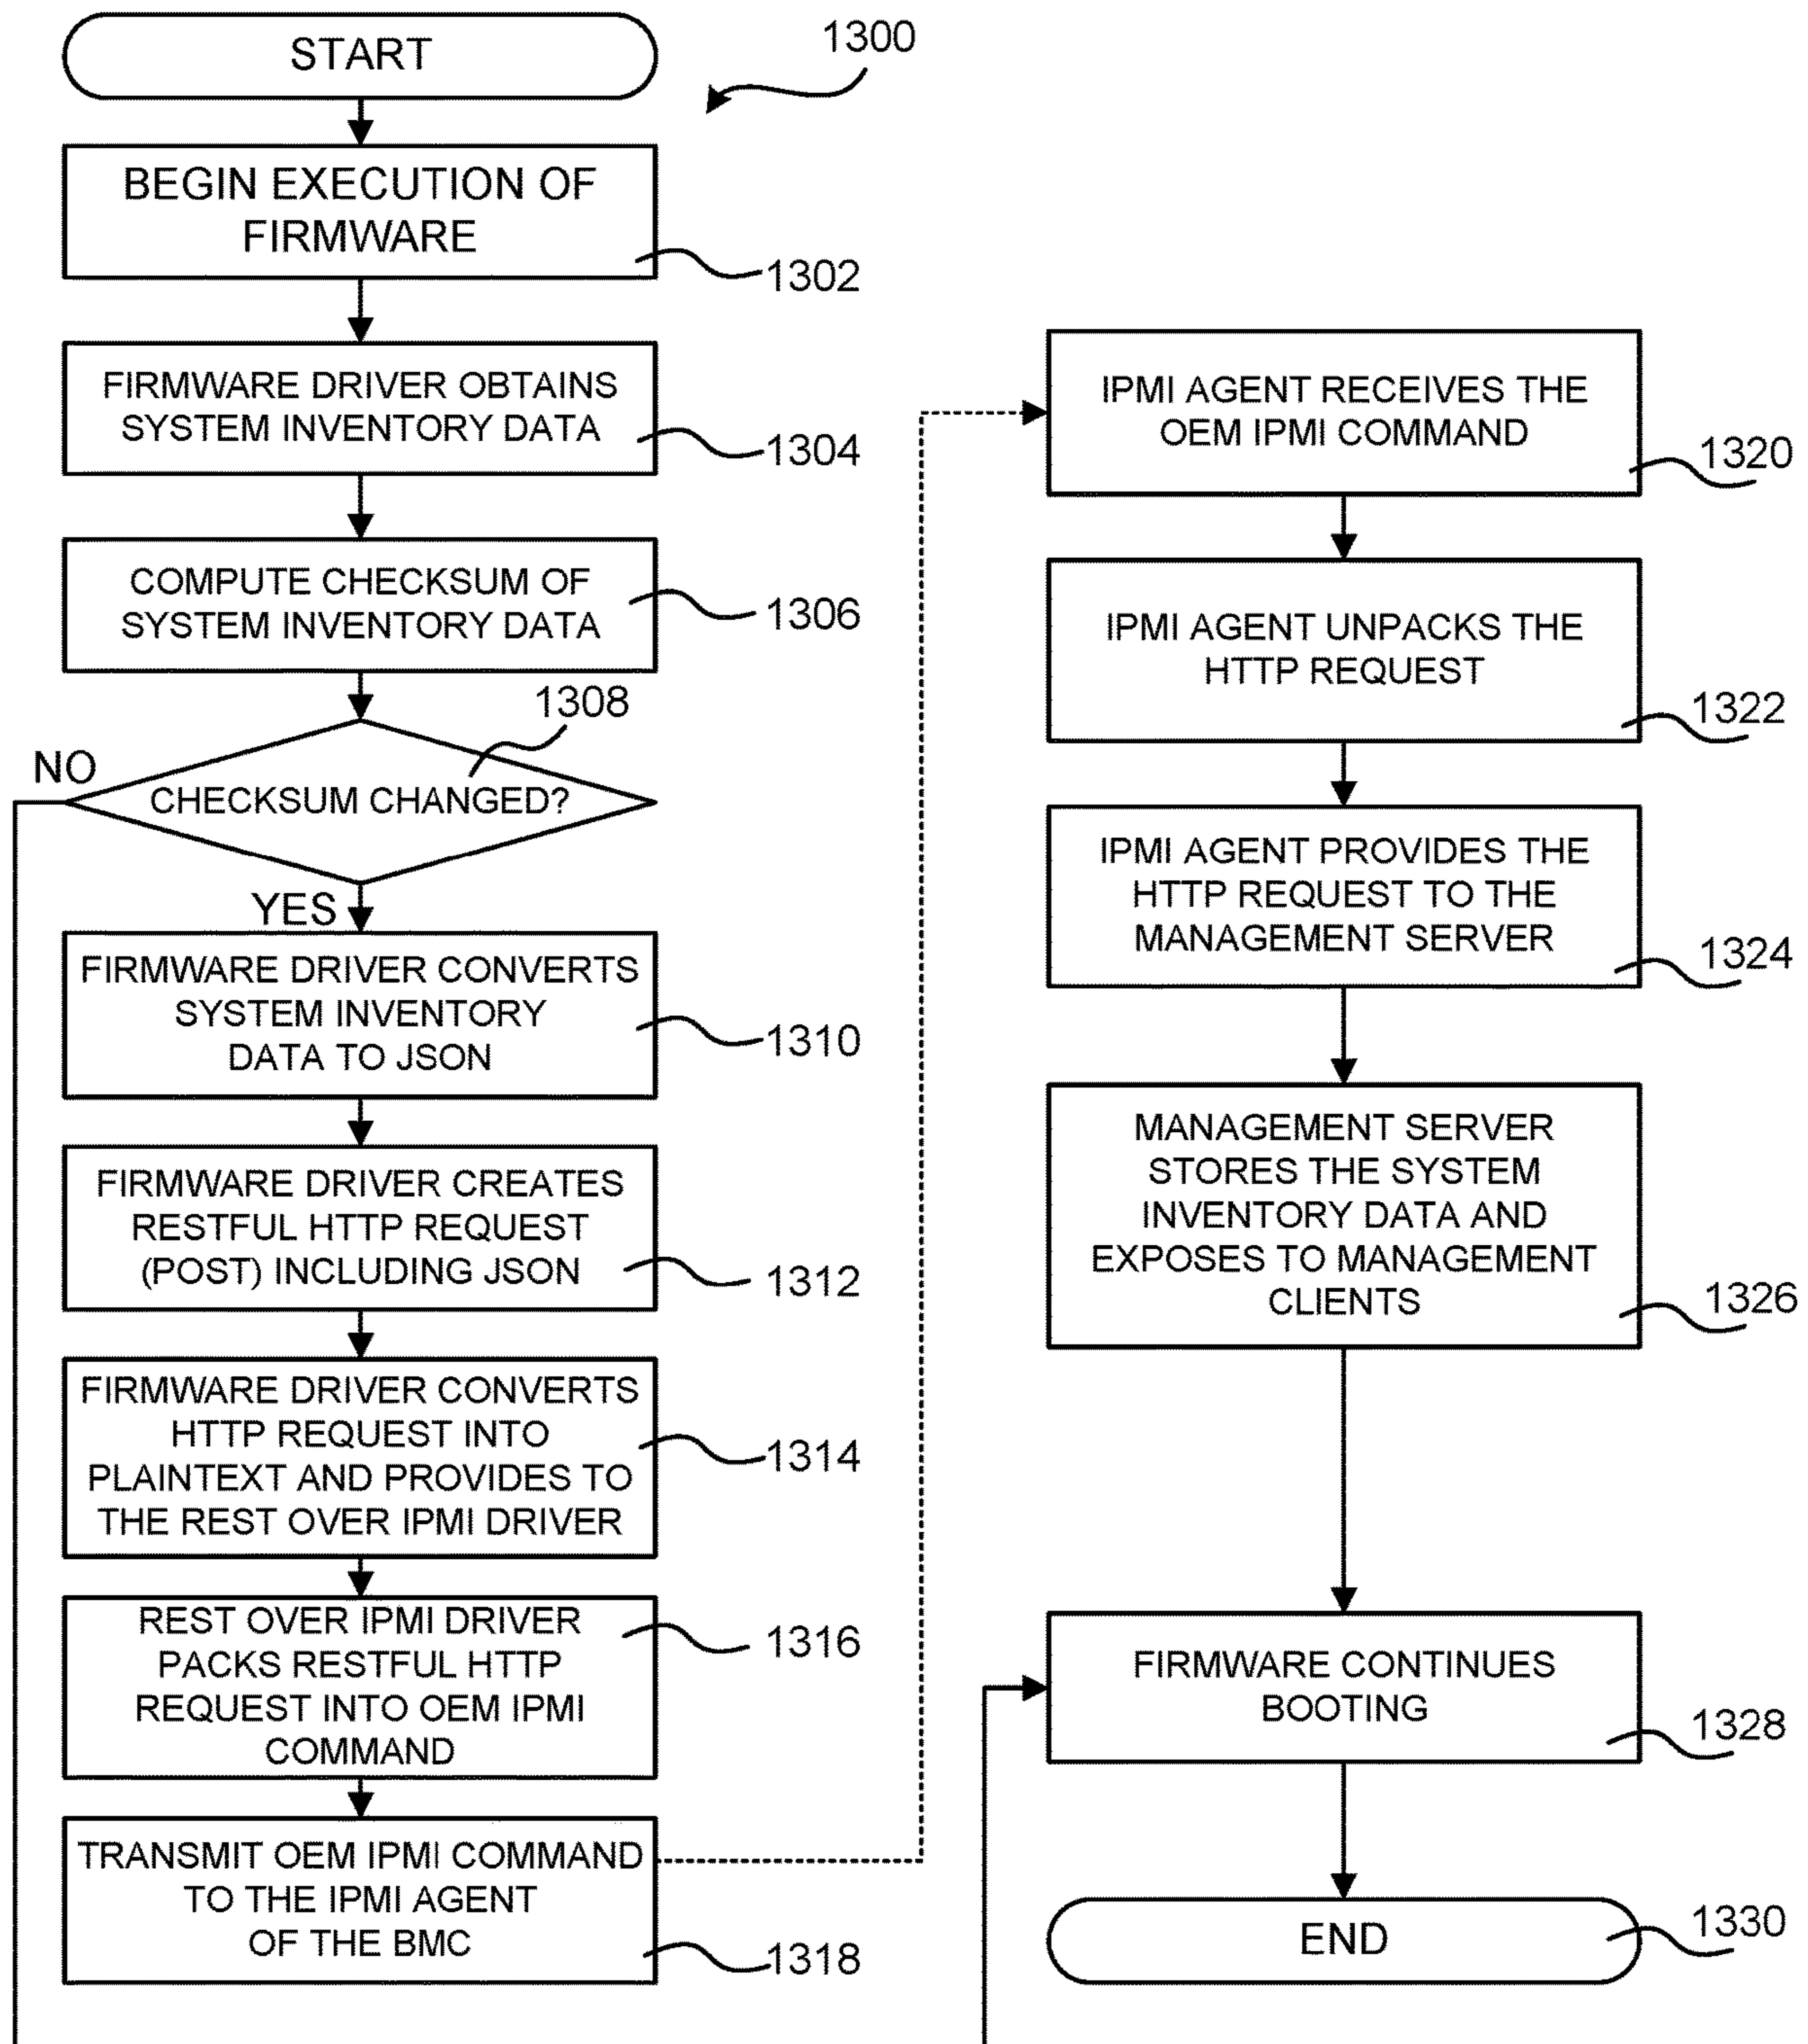 START
1300
BEGIN EXECUTION OF
FIRMWARE
1302
FIRMWARE DRIVER OBTAINS
SYSTEM INVENTORY DATA
1304
COMPUTE CHECKSUM OF
SYSTEM INVENTORY DATA
1306
1308
NO
CHECKSUM CHANGED?
YES
FIRMWARE DRIVER CONVERTS
SYSTEM INVENTORY
DATA TO JSON
1310
FIRMWARE DRIVER CREATES
RESTFUL HTTP REQUEST
(POST) INCLUDING JSON
1312
FIRMWARE DRIVER CONVERTS
HTTP REQUEST INTO
PLAINTEXT AND PROVIDES TO
THE REST OVER IPMI DRIVER
1314
REST OVER IPMI DRIVER
PACKS RESTFUL HTTP
REQUEST INTO OEM IPMI
COMMAND
1316
TRANSMIT OEM IPMI COMMAND
TO THE IPMI AGENT
OF THE BMC
1318
IPMI AGENT RECEIVES THE
OEM IPMI COMMAND
1320
IPMI AGENT UNPACKS THE
HTTP REQUEST
1322
IPMI AGENT PROVIDES THE
HTTP REQUEST TO THE
MANAGEMENT SERVER
1324
MANAGEMENT SERVER
STORES THE SYSTEM
INVENTORY DATA AND
EXPOSES TO MANAGEMENT
CLIENTS
1326
FIRMWARE CONTINUES
BOOTING
1328
END
1330